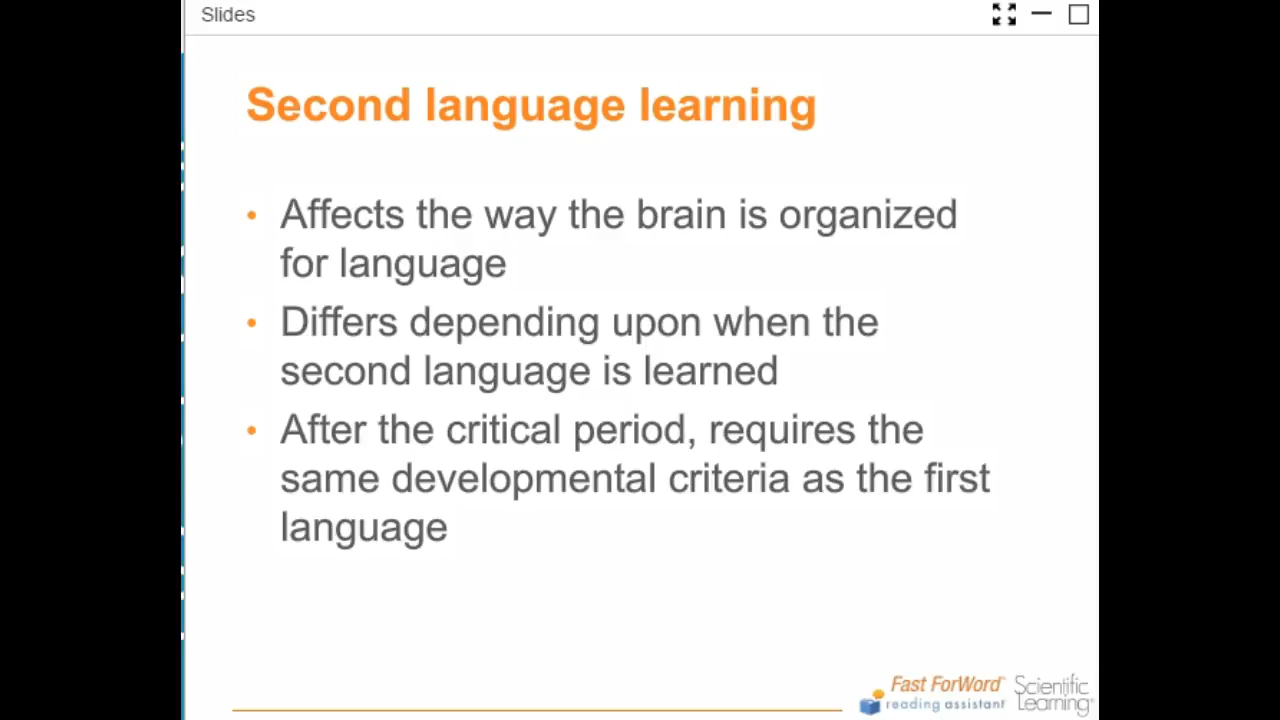 Slides
Second language learning
• Affects the way the brain is organized
for language
• Differs depending upon when the
second language is learned
• After the critical period, requires the
same developmental criteria as the first
language
Fast ForWord
reading assistant
Scientific
Learning